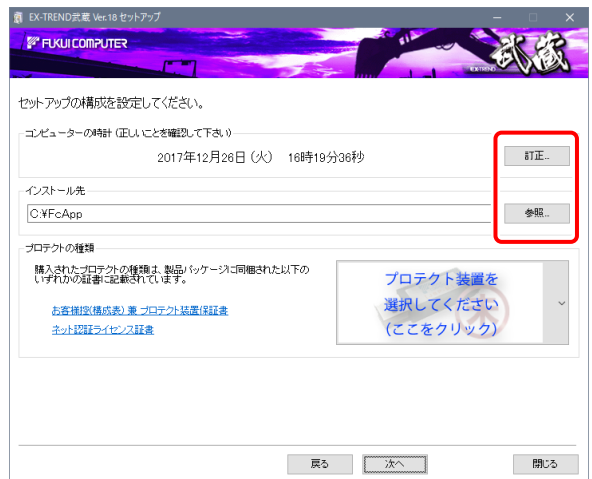 EX-TREND武蔵 Ver.18 セットアップ
FUKUI COMPUTER
EX-TREND
武蔵
セットアップの構成を設定してください。
コンピューターの時計 (正しいことを確認して下さい)
2017年12月26日 (火) 16時19分36秒
訂正...
インストール先
C:¥FcApp
参照...
プロテクトの種類
購入されたプロテクトの種類は、製品パッケージに同梱された以下の
いずれかの証書に記載されています。
お客様控(構成表) 兼 プロテクト装置保証書
ネット認証ライセンス証書
プロテクト装置を
選択してください
(ここをクリック)
戻る
次へ
閉じる